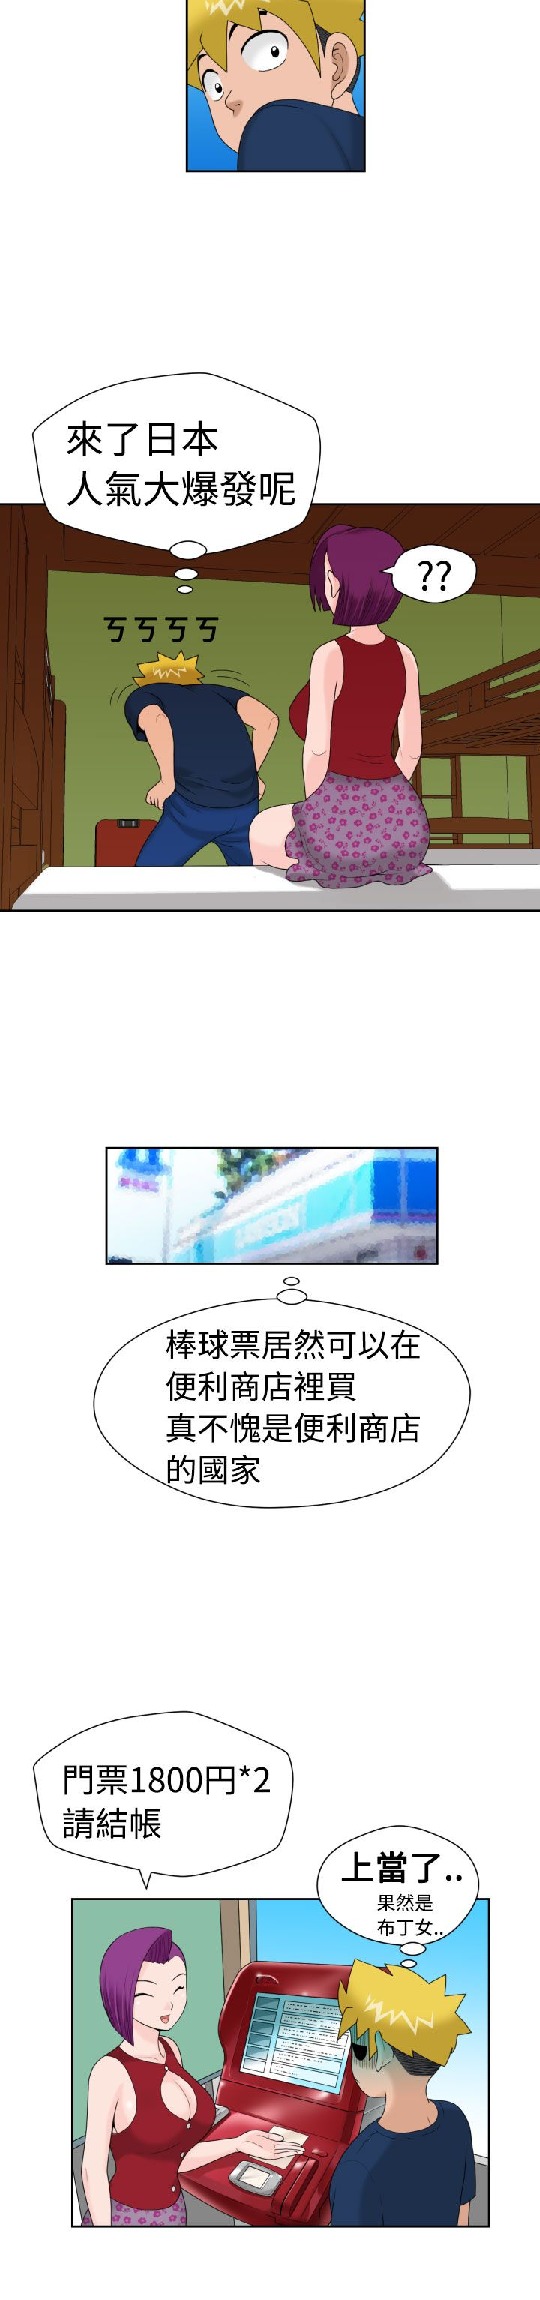 來了日本
人氣大爆發呢
??
ㄎㄎㄎㄎ
棒球票居然可以在
便利商店裡買
真不愧是便利商店
的國家
門票1800円*2
請結帳
上當了..
果然是
布丁女..